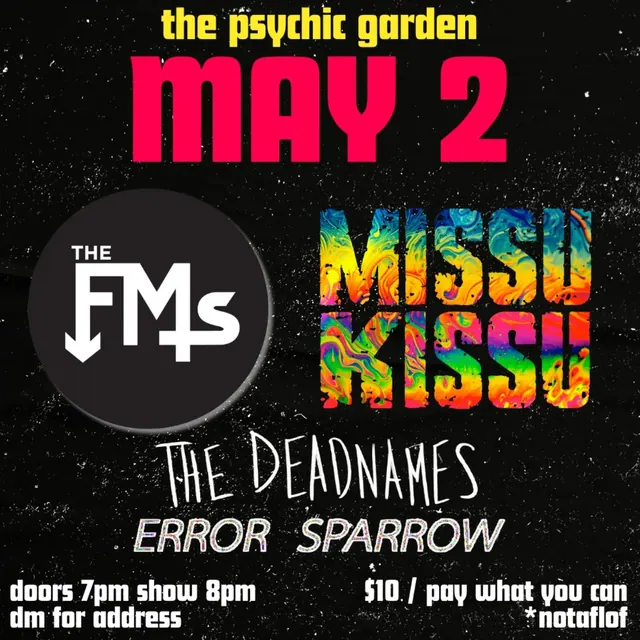 the psychic garden
MAY 2
THE
FMs
MISSU
KISSU
THE DEADNAMES
ERROR SPARROW
doors 7pm show 8pm
$10 / pay what you can
dm for address
*notaflof